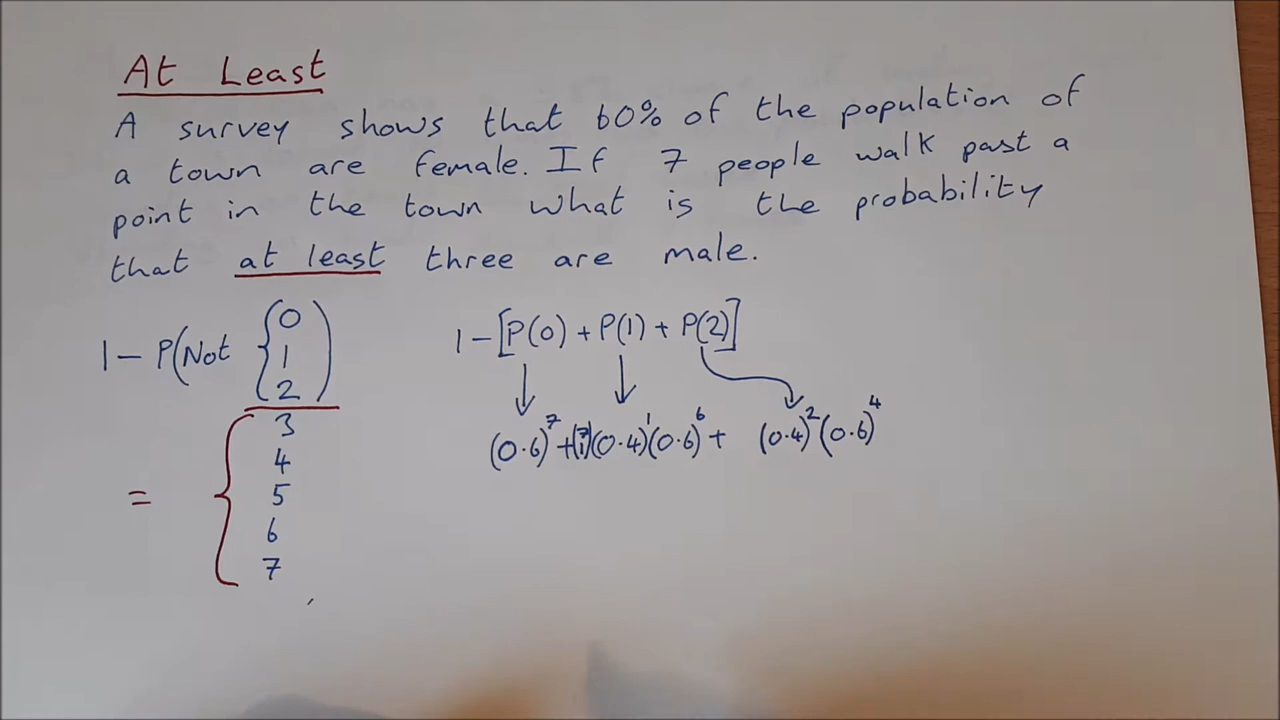 At Least
A survey shows that 60% of the population of
a town are female. If 7 people walk past a
point in the town what is the probability
that at least three are male.
1 - P(Not {0 1 2)
= {3 4 5 6 7
1 - [P(0) + P(1) + P(2)]
(0.6)^7 + (7 1)(0.4)^1(0.6)^6 + (0.4)^2(0.6)^4